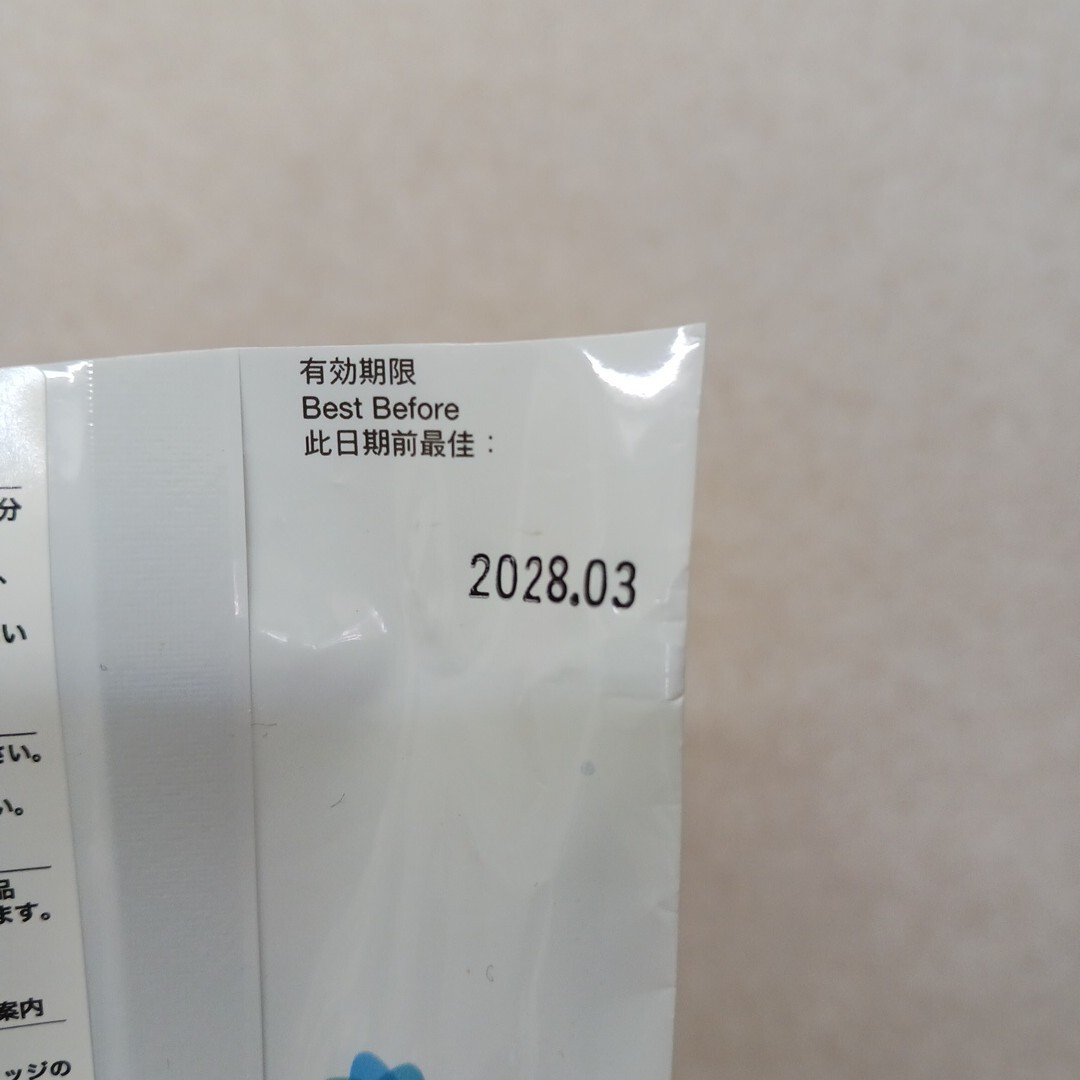 有効期限
Best Before
此日期前最佳：
2028.03
分
、
い
さい。
い。
品
ます。
案内
ッジの